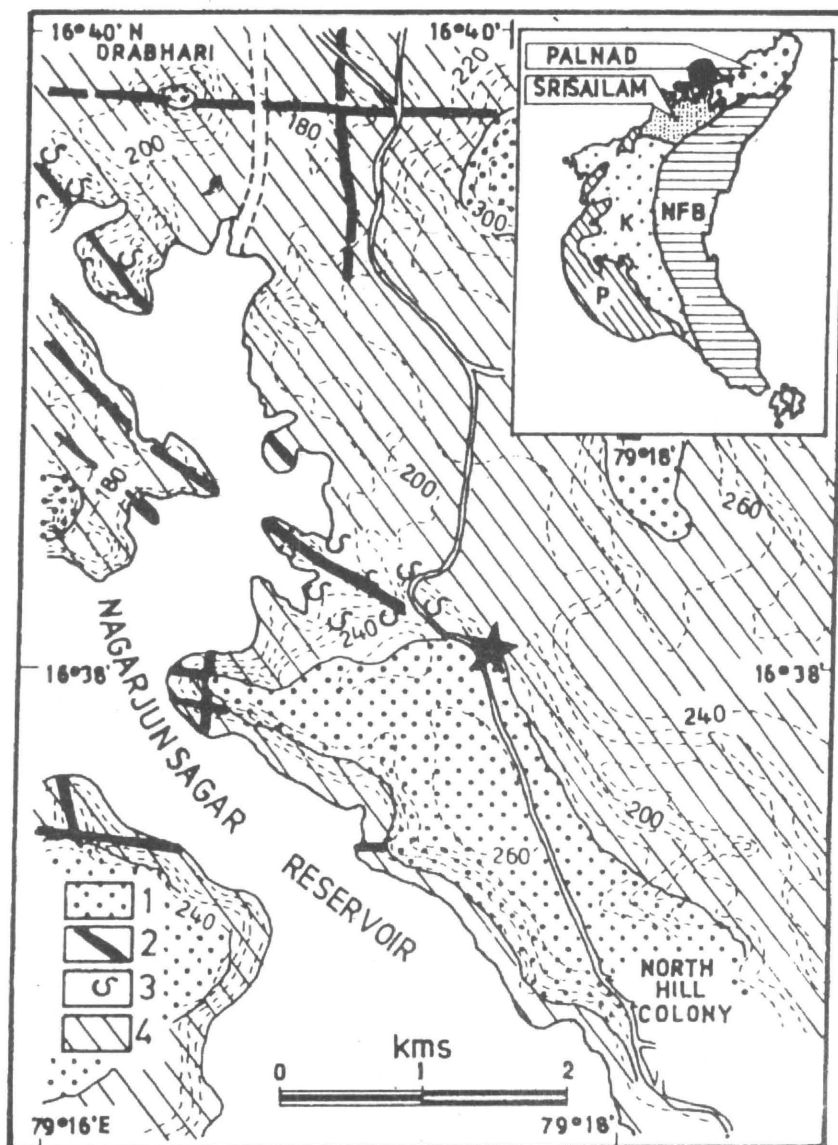 16°40' N
DRABHARI
16°40'
220
180
200
300
PALNAD
SRISAILAM
K
NFB
P
79°18'
260
180
200
240
NAGARJUNSAGAR
RESERVOIR
16°38'
16°38'
240
200
260
240
1
2
3
4
NORTH
HILL
COLONY
kms
0
1
2
79°16'E
79°18'